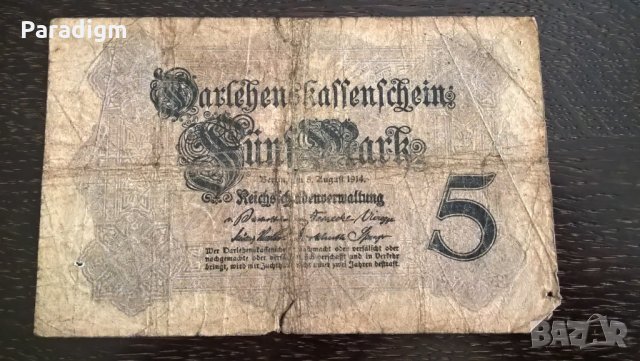 Paradigm
Darlehenskassenschein
Fünf Mark
Berlin, den 5. August 1914.
Reichsschuldenverwaltung
5
Wer Darlehenskassenscheine nachmacht oder verfälscht oder
nachgemachte oder verfälschte sich verschafft und in Verkehr
bringt, wird mit Zuchthaus nicht unter zwei Jahren bestraft.
BAZAR